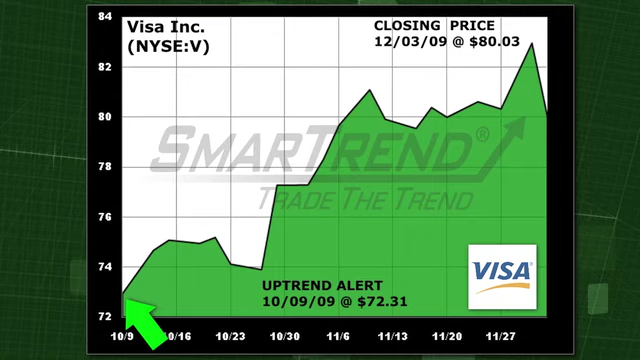 84
82
80
78
76
74
72
Visa Inc.
(NYSE:V)
CLOSING PRICE
12/03/09 @ $80.03
SMARTREND®
TRADE THE TREND
UPTREND ALERT
10/09/09 @ $72.31
VISA
10/9 10/16 10/23 10/30 11/6 11/13 11/20 11/27